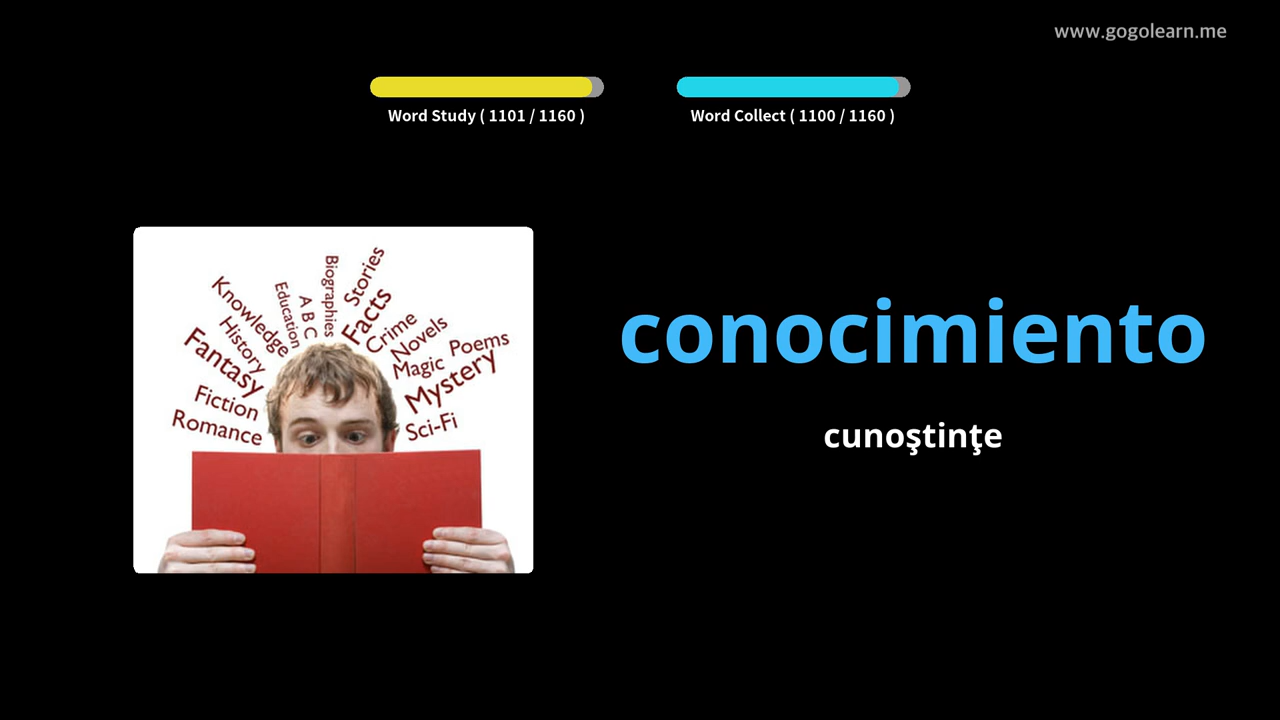 www.gogolearn.me
Word Study ( 1101 / 1160 )
Word Collect ( 1100 / 1160 )
Biographies
Stories
Education
A B C
Facts
Knowledge
Crime
History
Novels
Fantasy
Magic
Poems
Mystery
Fiction
Romance
Sci-Fi
conocimiento
cunoştinţe